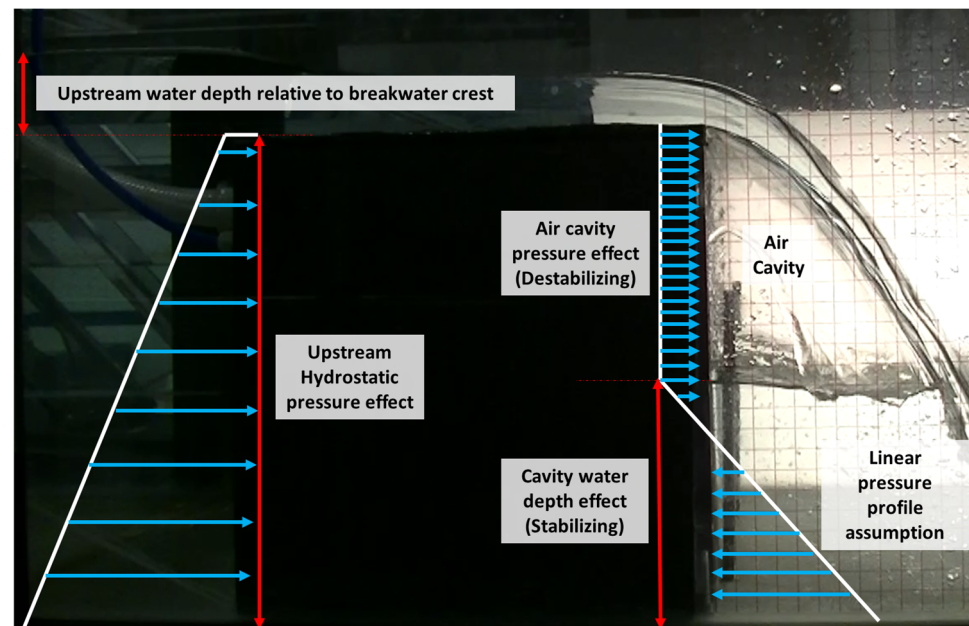 Upstream water depth relative to breakwater crest
Air cavity
pressure effect
(Destabilizing)
Air
Cavity
Upstream
Hydrostatic
pressure effect
Cavity water
depth effect
(Stabilizing)
Linear
pressure
profile
assumption